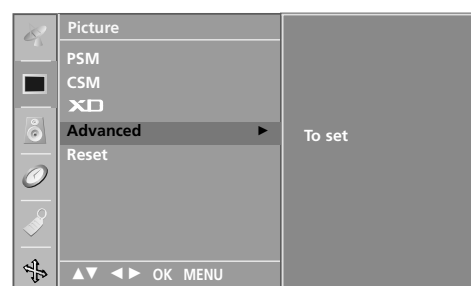 Picture
PSM
CSM
XD
Advanced ►
To set
Reset
▲▼ ◄► OK MENU